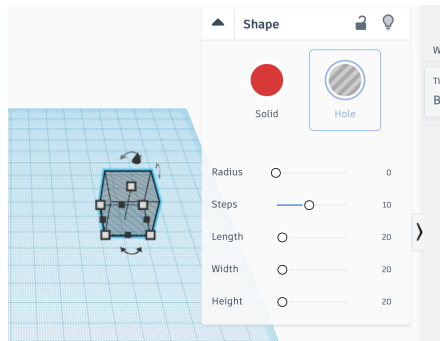 Shape
Solid
Hole
Radius 0
Steps 10
Length 20
Width 20
Height 20